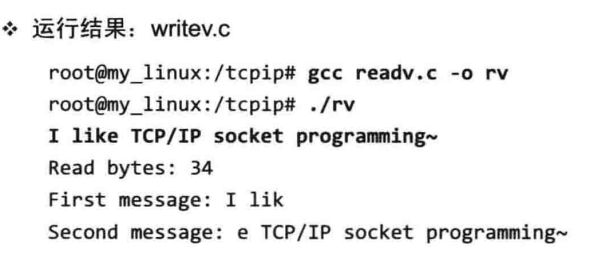 ❖ 运行结果：writev.c
root@my_linux:/tcpip# gcc readv.c -o rv
root@my_linux:/tcpip# ./rv
I like TCP/IP socket programming~
Read bytes: 34
First message: I lik
Second message: e TCP/IP socket programming~